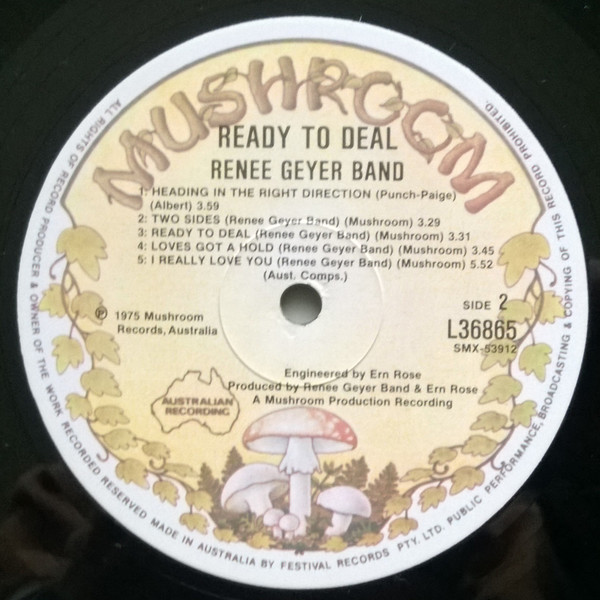 MUSHROOM
READY TO DEAL
RENEE GEYER BAND
1: HEADING IN THE RIGHT DIRECTION (Punch-Paige)
(Albert) 3.59
2: TWO SIDES (Renee Geyer Band) (Mushroom) 3.29
3: READY TO DEAL (Renee Geyer Band) (Mushroom) 3.31
4: LOVES GOT A HOLD (Renee Geyer Band) (Mushroom) 3.45
5: I REALLY LOVE YOU (Renee Geyer Band) (Mushroom) 5.52
(Aust. Comps.)
℗ 1975 Mushroom
Records, Australia
SIDE 2
L36865
SMX-53912
Engineered by Ern Rose
Produced by Renee Geyer Band & Ern Rose
A Mushroom Production Recording
AUSTRALIAN
RECORDING
ALL RIGHTS OF RECORD PRODUCER & OWNER OF THE WORK RECORDED RESERVED MADE IN AUSTRALIA BY FESTIVAL RECORDS PTY. LTD. PUBLIC PERFORMANCE, BROADCASTING & COPYING OF THIS RECORD PROHIBITED.